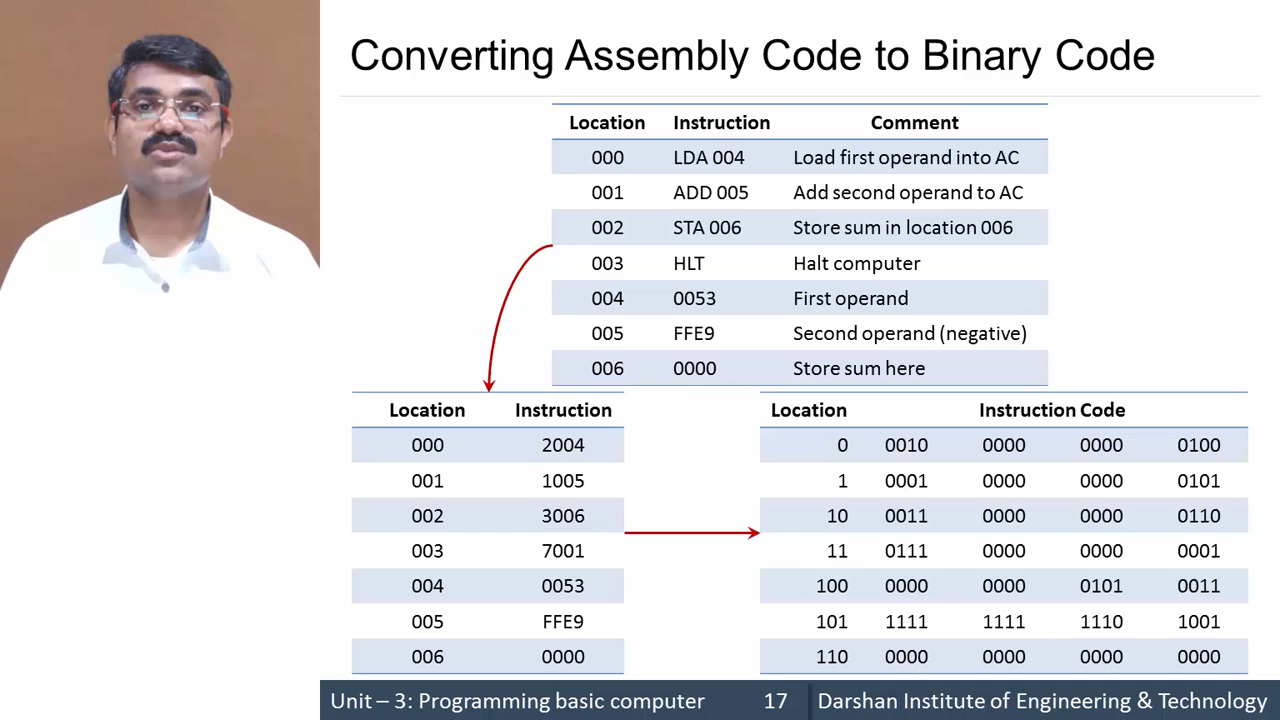 Converting Assembly Code to Binary Code
Location Instruction Comment
000 LDA 004 Load first operand into AC
001 ADD 005 Add second operand to AC
002 STA 006 Store sum in location 006
003 HLT Halt computer
004 0053 First operand
005 FFE9 Second operand (negative)
006 0000 Store sum here
Location Instruction
000 2004
001 1005
002 3006
003 7001
004 0053
005 FFE9
006 0000
Location Instruction Code
0 0010 0000 0000 0100
1 0001 0000 0000 0101
10 0011 0000 0000 0110
11 0111 0000 0000 0001
100 0000 0000 0101 0011
101 1111 1111 1110 1001
110 0000 0000 0000 0000
Unit – 3: Programming basic computer 17 Darshan Institute of Engineering & Technology